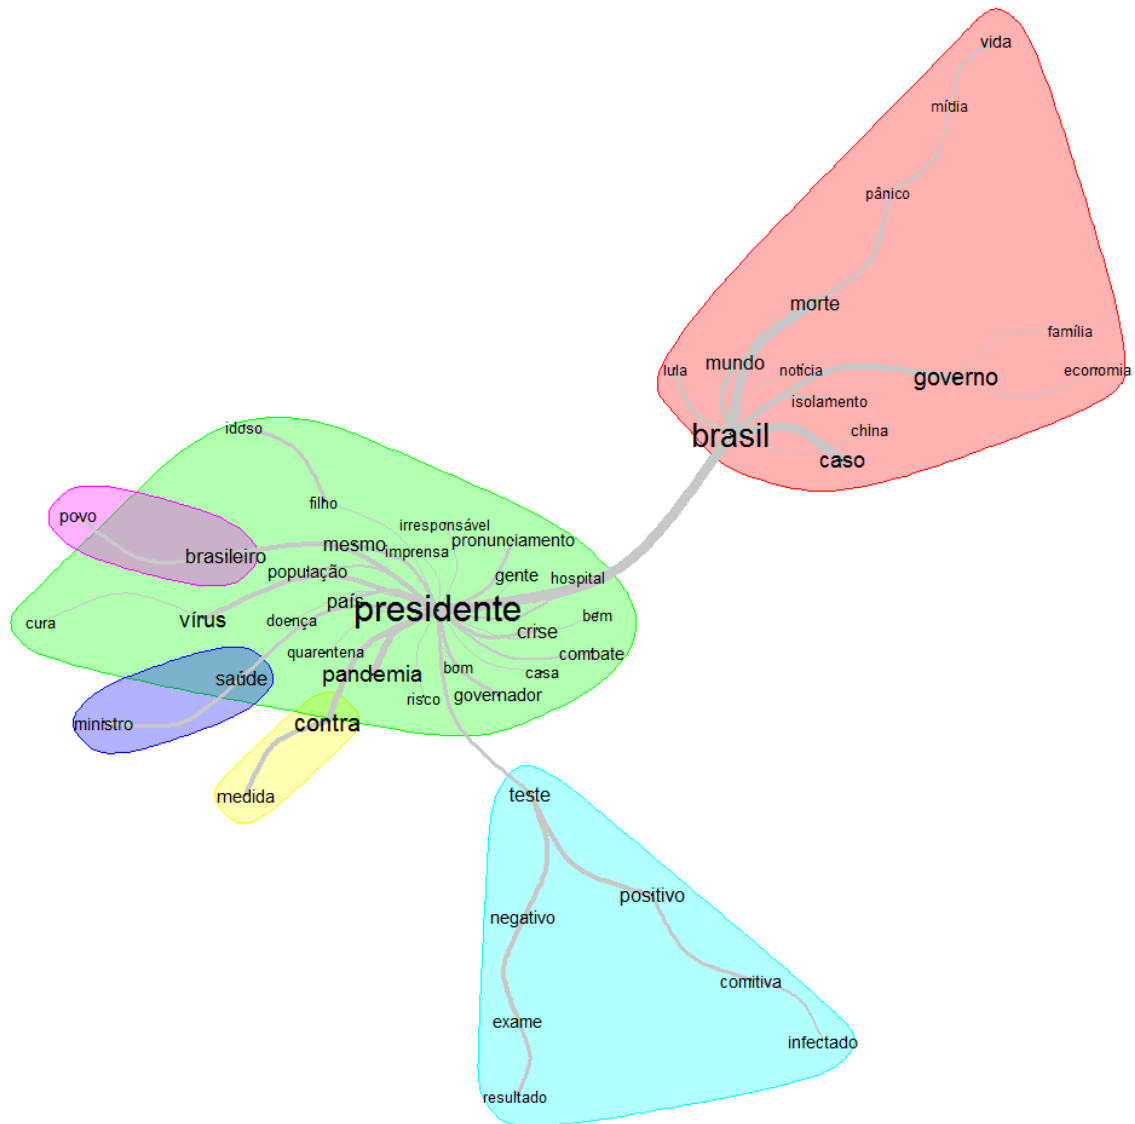 vida
mídia
pânico
morte
família
mundo
lula
notícia
governo
economia
isolamento
brasil
china
caso
idoso
filho
povo
irresponsável
pronunciamento
mesmo
imprensa
brasileiro
população
gente
hospital
país
presidente
cura
vírus
doença
bem
crise
quarentena
combate
saúde
pandemia
bom
casa
risco
governador
ministro
contra
medida
teste
positivo
negativo
comitiva
exame
infectado
resultado